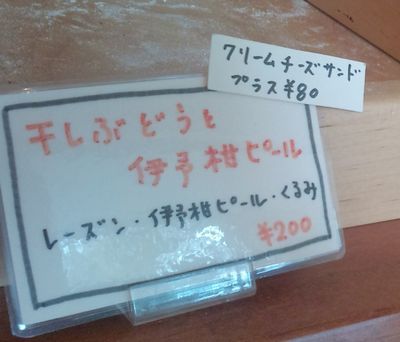 クリームチーズサンド
プラス ¥80
干しぶどうと
伊予柑ピール
レーズン・伊予柑ピール・くるみ
¥200